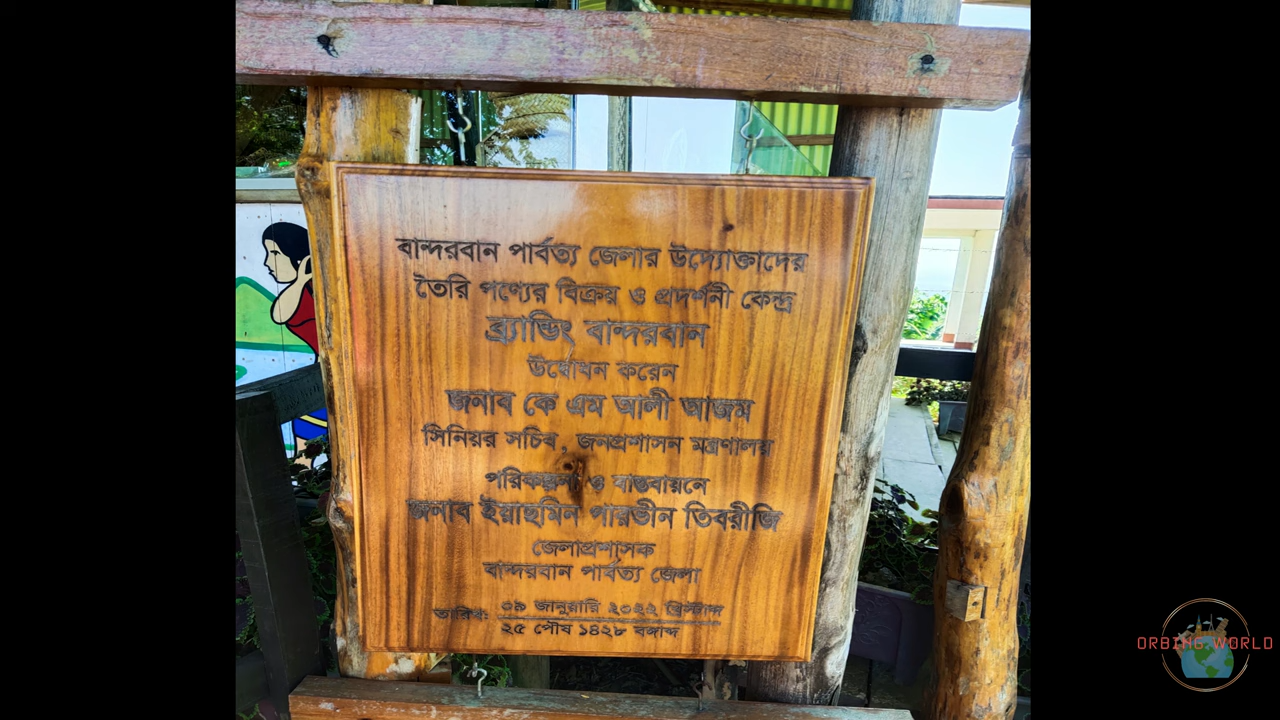 বান্দরবান পার্বত্য জেলার উদ্যোক্তাদের
তৈরি পণ্যের বিক্রয় ও প্রদর্শনী কেন্দ্র
ব্র্যান্ডিং বান্দরবান
উদ্বোধন করেন
জনাব কে এম আলী আজম
সিনিয়র সচিব, জনপ্রশাসন মন্ত্রণালয়
পরিকল্পনা ও বাস্তবায়নে
জনাব ইয়াছমিন পারভীন তিবরীজি
জেলাপ্রশাসক
বান্দরবান পার্বত্য জেলা
তারিখ: ০৯ জানুয়ারি ২০২২ খ্রিস্টাব্দ
২৫ পৌষ ১৪২৮ বঙ্গাব্দ
ORBING WORLD